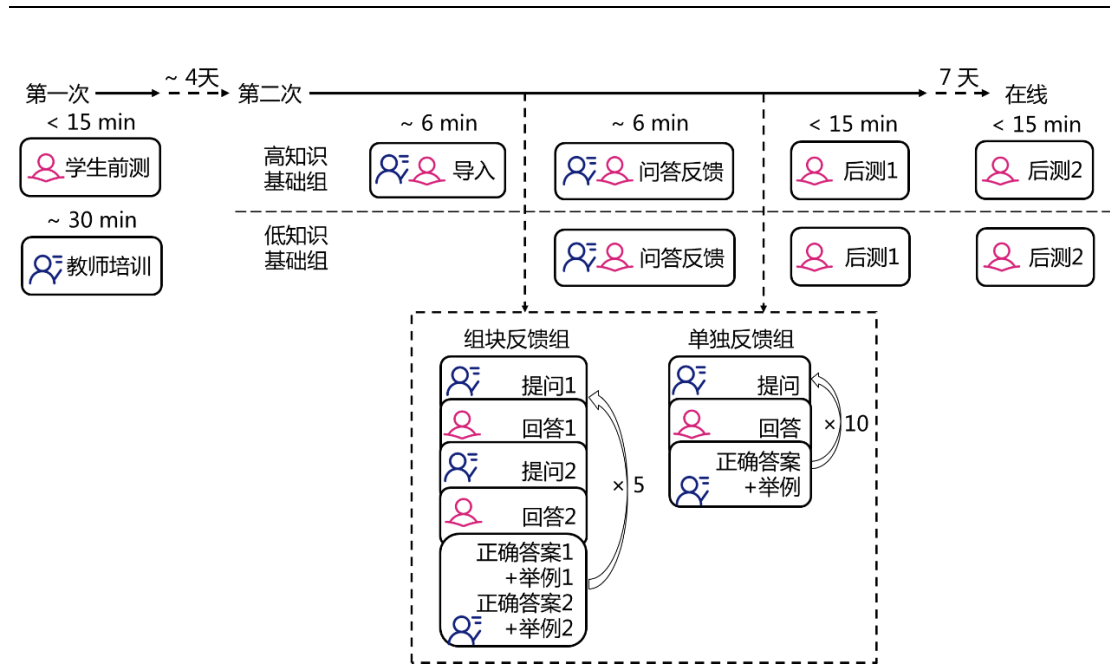 第一次
~ 4天
第二次
7 天
在线
< 15 min
~ 6 min
~ 6 min
< 15 min
< 15 min
学生前测
高知识
基础组
导入
问答反馈
后测1
后测2
~ 30 min
教师培训
低知识
基础组
问答反馈
后测1
后测2
组块反馈组
提问1
回答1
提问2
回答2
正确答案1
+举例1
正确答案2
+举例2
× 5
单独反馈组
提问
回答
正确答案
+举例
× 10